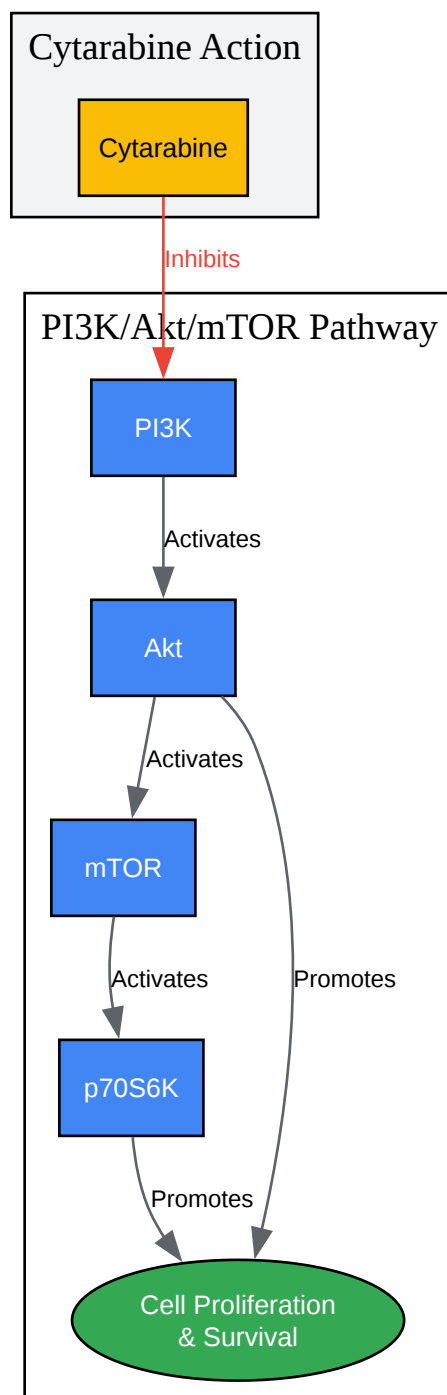 Cytarabine Action
Cytarabine
Inhibits
PI3K/Akt/mTOR Pathway
PI3K
Activates
Akt
Activates
mTOR
Activates
Promotes
p70S6K
Promotes
Cell Proliferation
& Survival